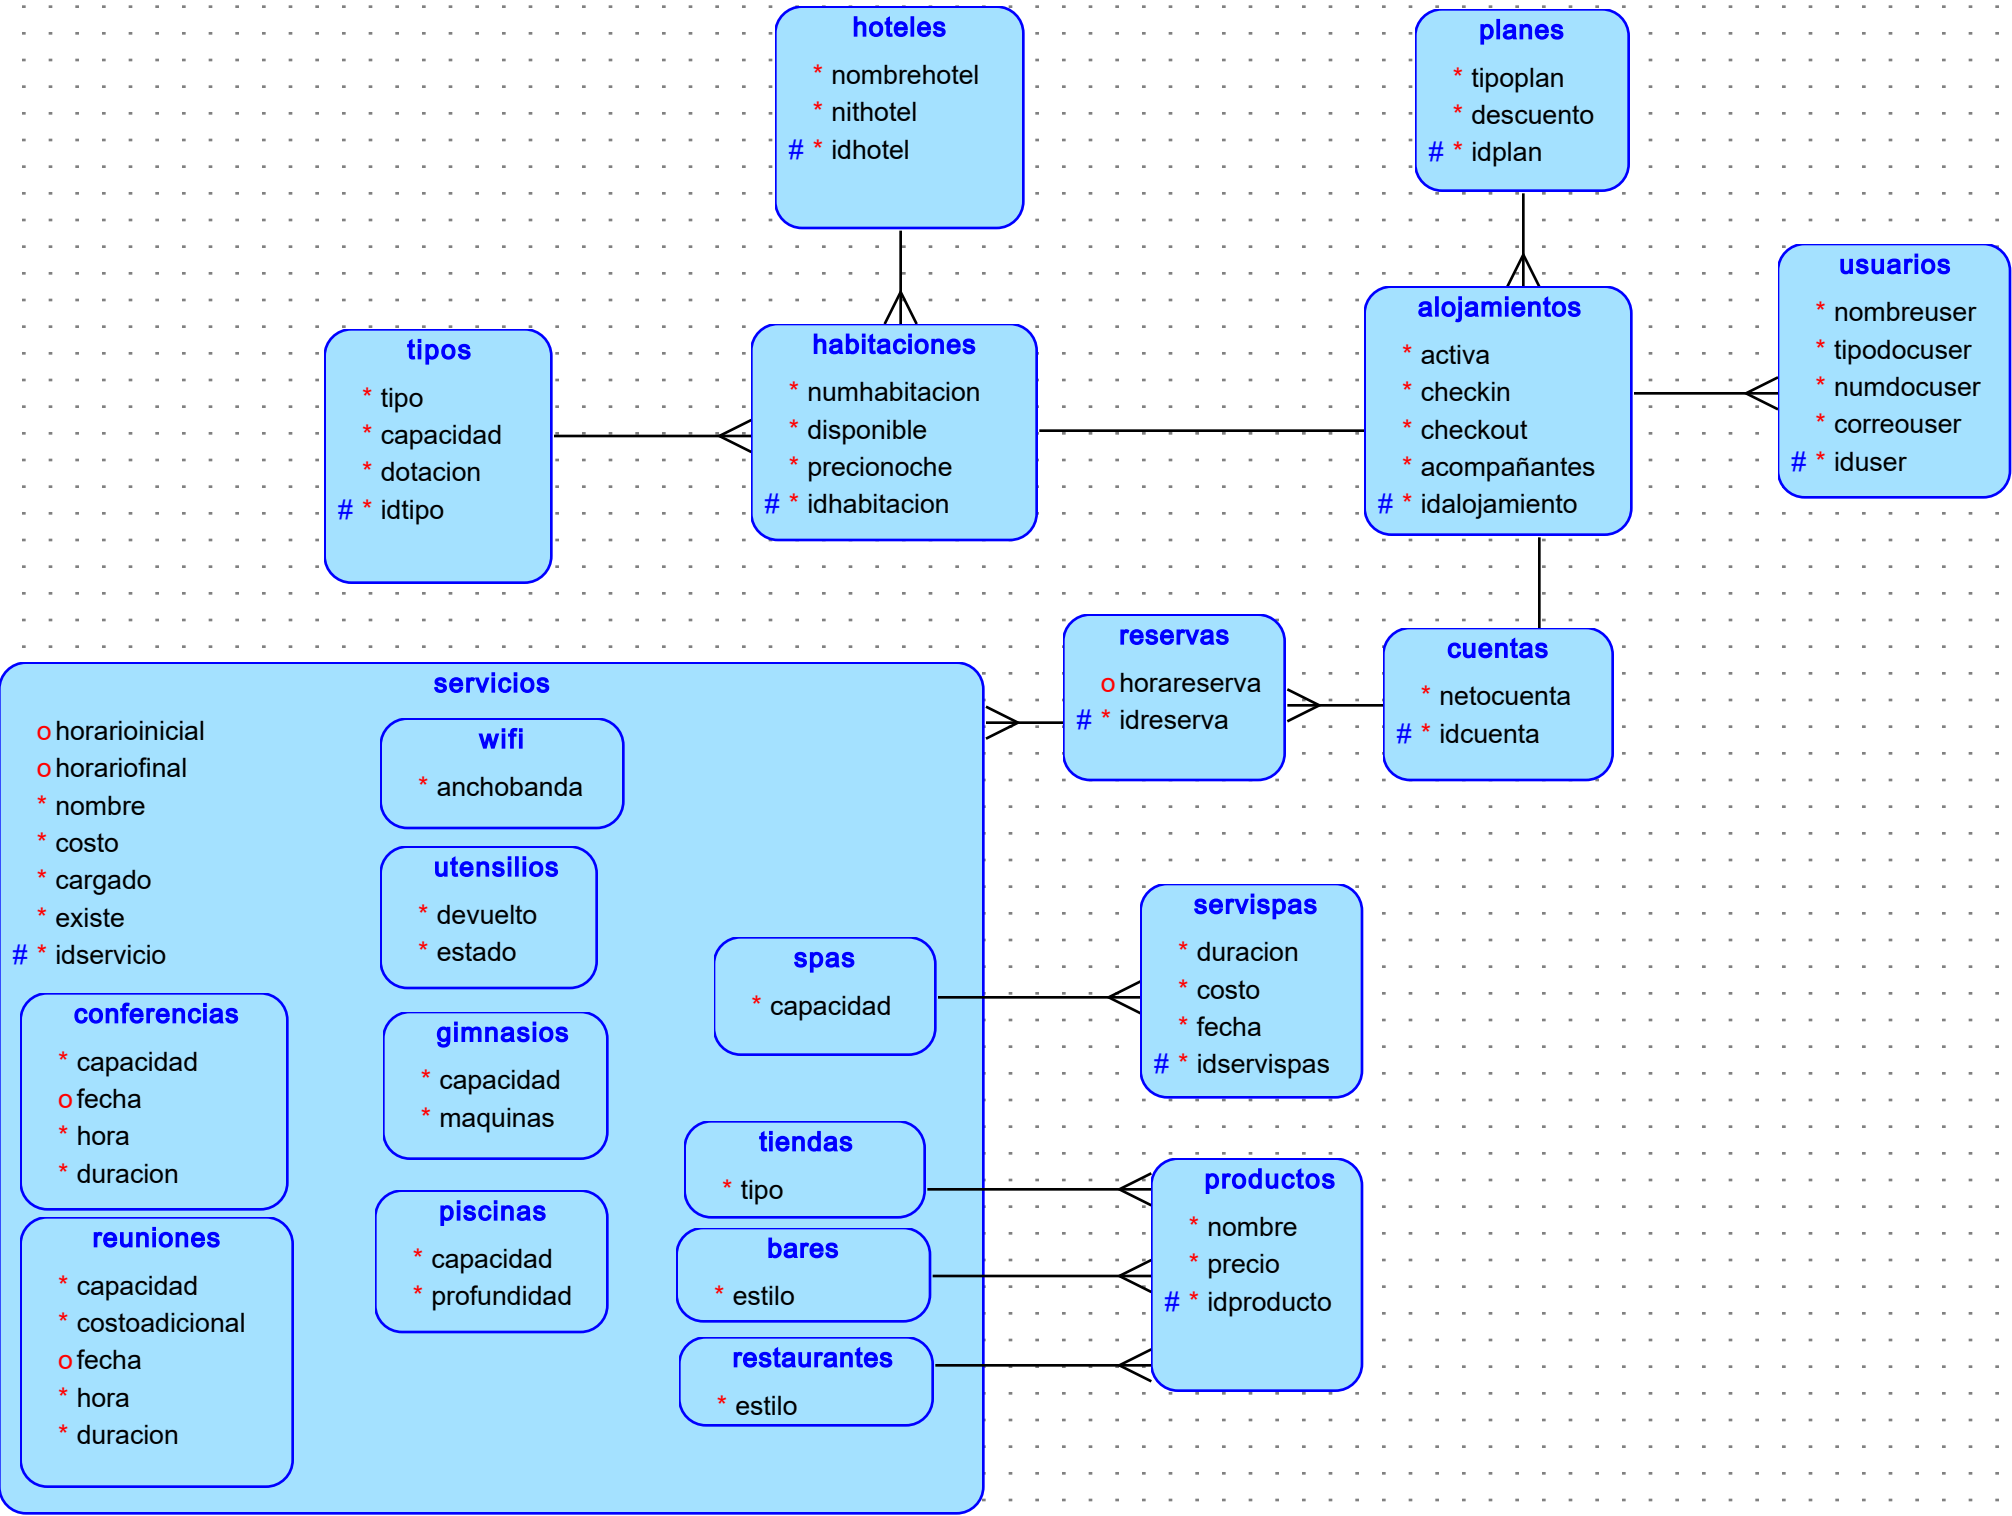 hoteles
* nombrehotel
* nithotel
# * idhotel
planes
* tipoplan
* descuento
# * idplan
usuarios
* nombreuser
* tipodocuser
* numdocuser
* correouser
# * iduser
tipos
* tipo
* capacidad
* dotacion
# * idtipo
habitaciones
* numhabitacion
* disponible
* precionoche
# * idhabitacion
alojamientos
* activa
* checkin
* checkout
* acompañantes
# * idalojamiento
reservas
o horareserva
# * idreserva
cuentas
* netocuenta
# * idcuenta
servicios
o horarioinicial
o horariofinal
* nombre
* costo
* cargado
* existe
# * idservicio
conferencias
* capacidad
o fecha
* hora
* duracion
reuniones
* capacidad
* costoadicional
o fecha
* hora
* duracion
wifi
* anchobanda
utensilios
* devuelto
* estado
gimnasios
* capacidad
* maquinas
piscinas
* capacidad
* profundidad
spas
* capacidad
tiendas
* tipo
bares
* estilo
restaurantes
* estilo
servispas
* duracion
* costo
* fecha
# * idservispas
productos
* nombre
* precio
# * idproducto